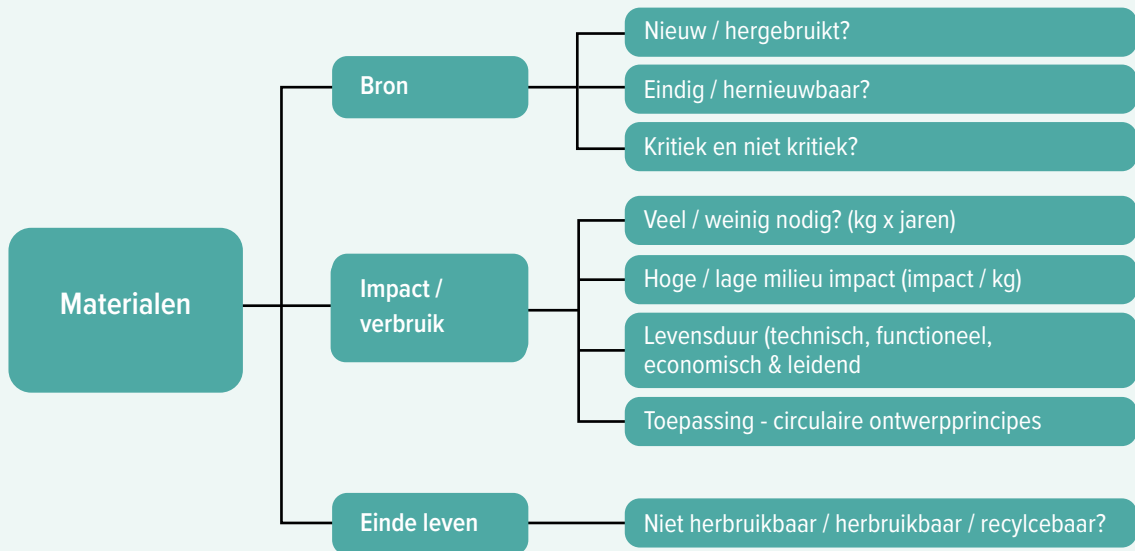 Materialen
Bron
Nieuw / hergebruikt?
Eindig / hernieuwbaar?
Kritiek en niet kritiek?
Impact /
verbruik
Veel / weinig nodig? (kg x jaren)
Hoge / lage milieu impact (impact / kg)
Levensduur (technisch, functioneel,
economisch & leidend
Toepassing - circulaire ontwerpprincipes
Einde leven
Niet herbruikbaar / herbruikbaar / recylcebaar?